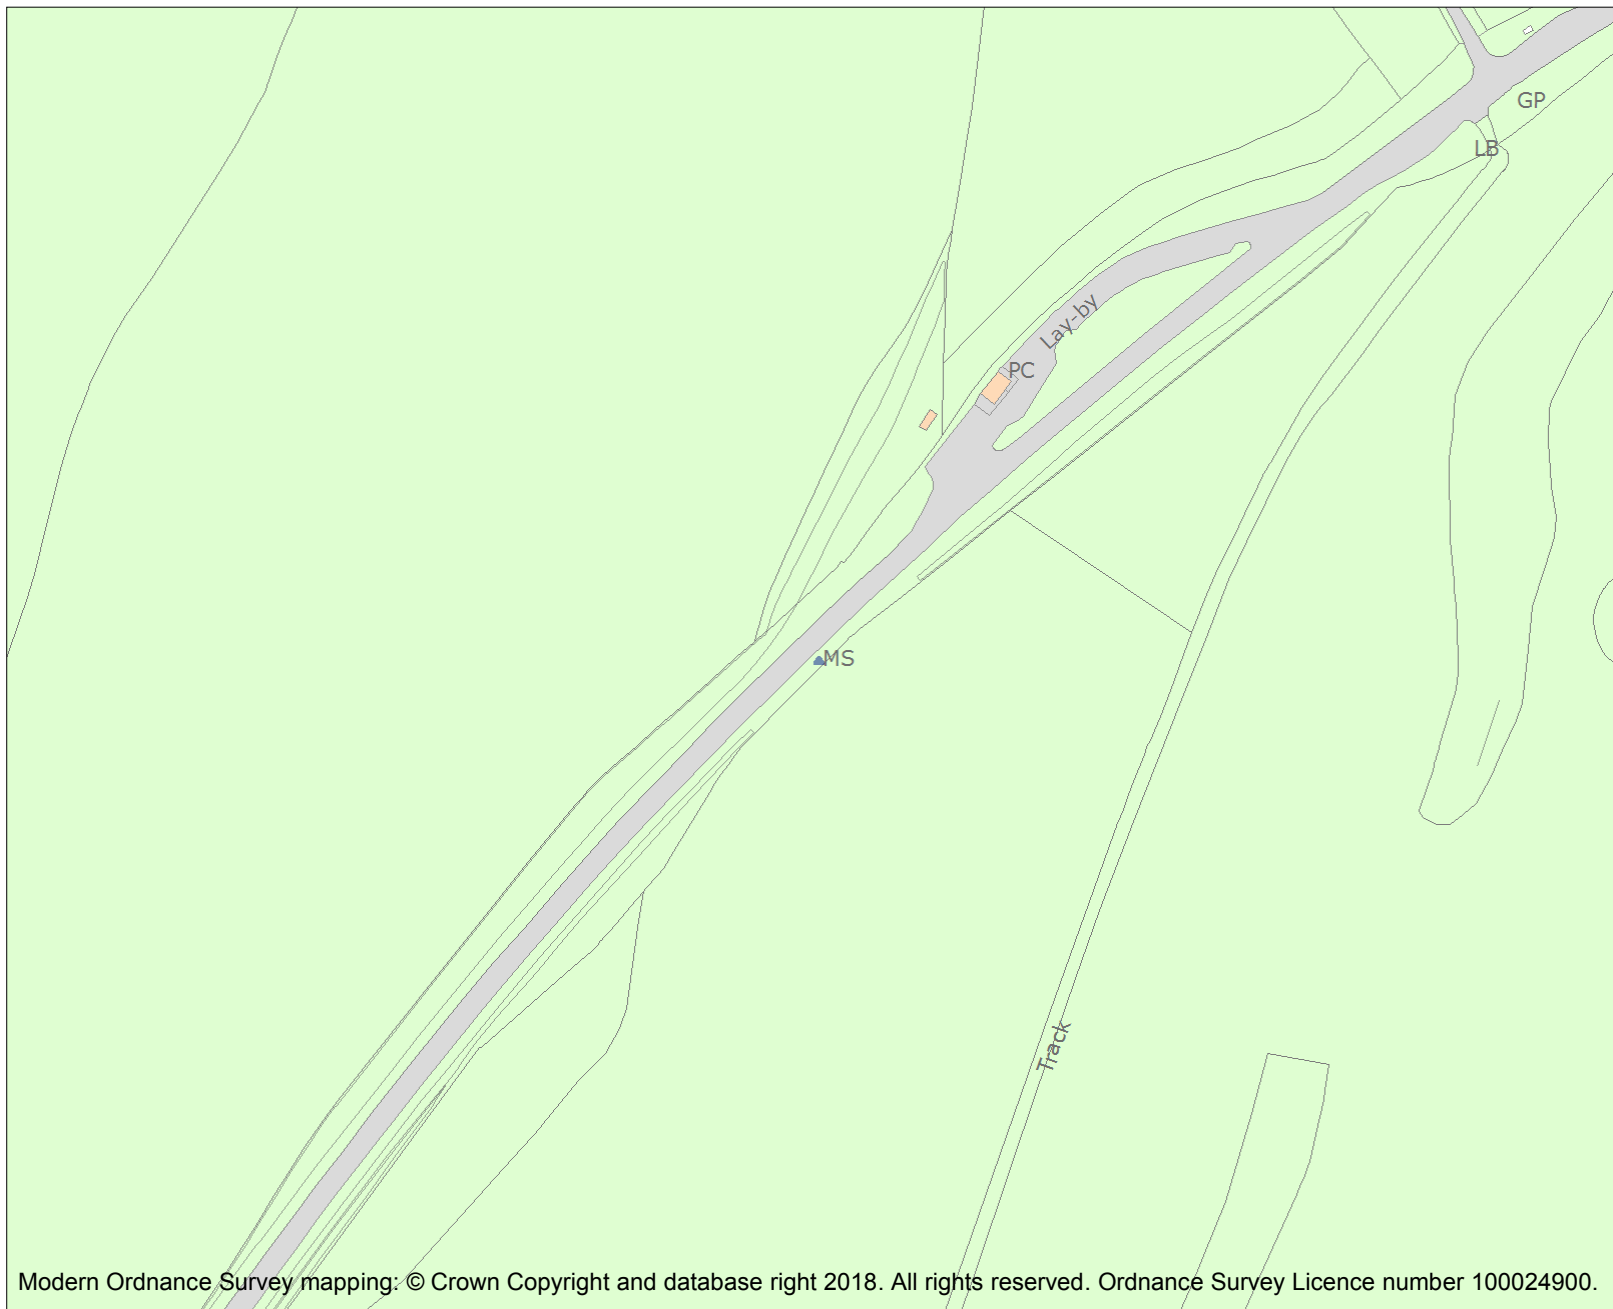 GP
LB
Lay-by
PC
MS
Track
Modern Ordnance Survey mapping: © Crown Copyright and database right 2018. All rights reserved. Ordnance Survey Licence number 100024900.